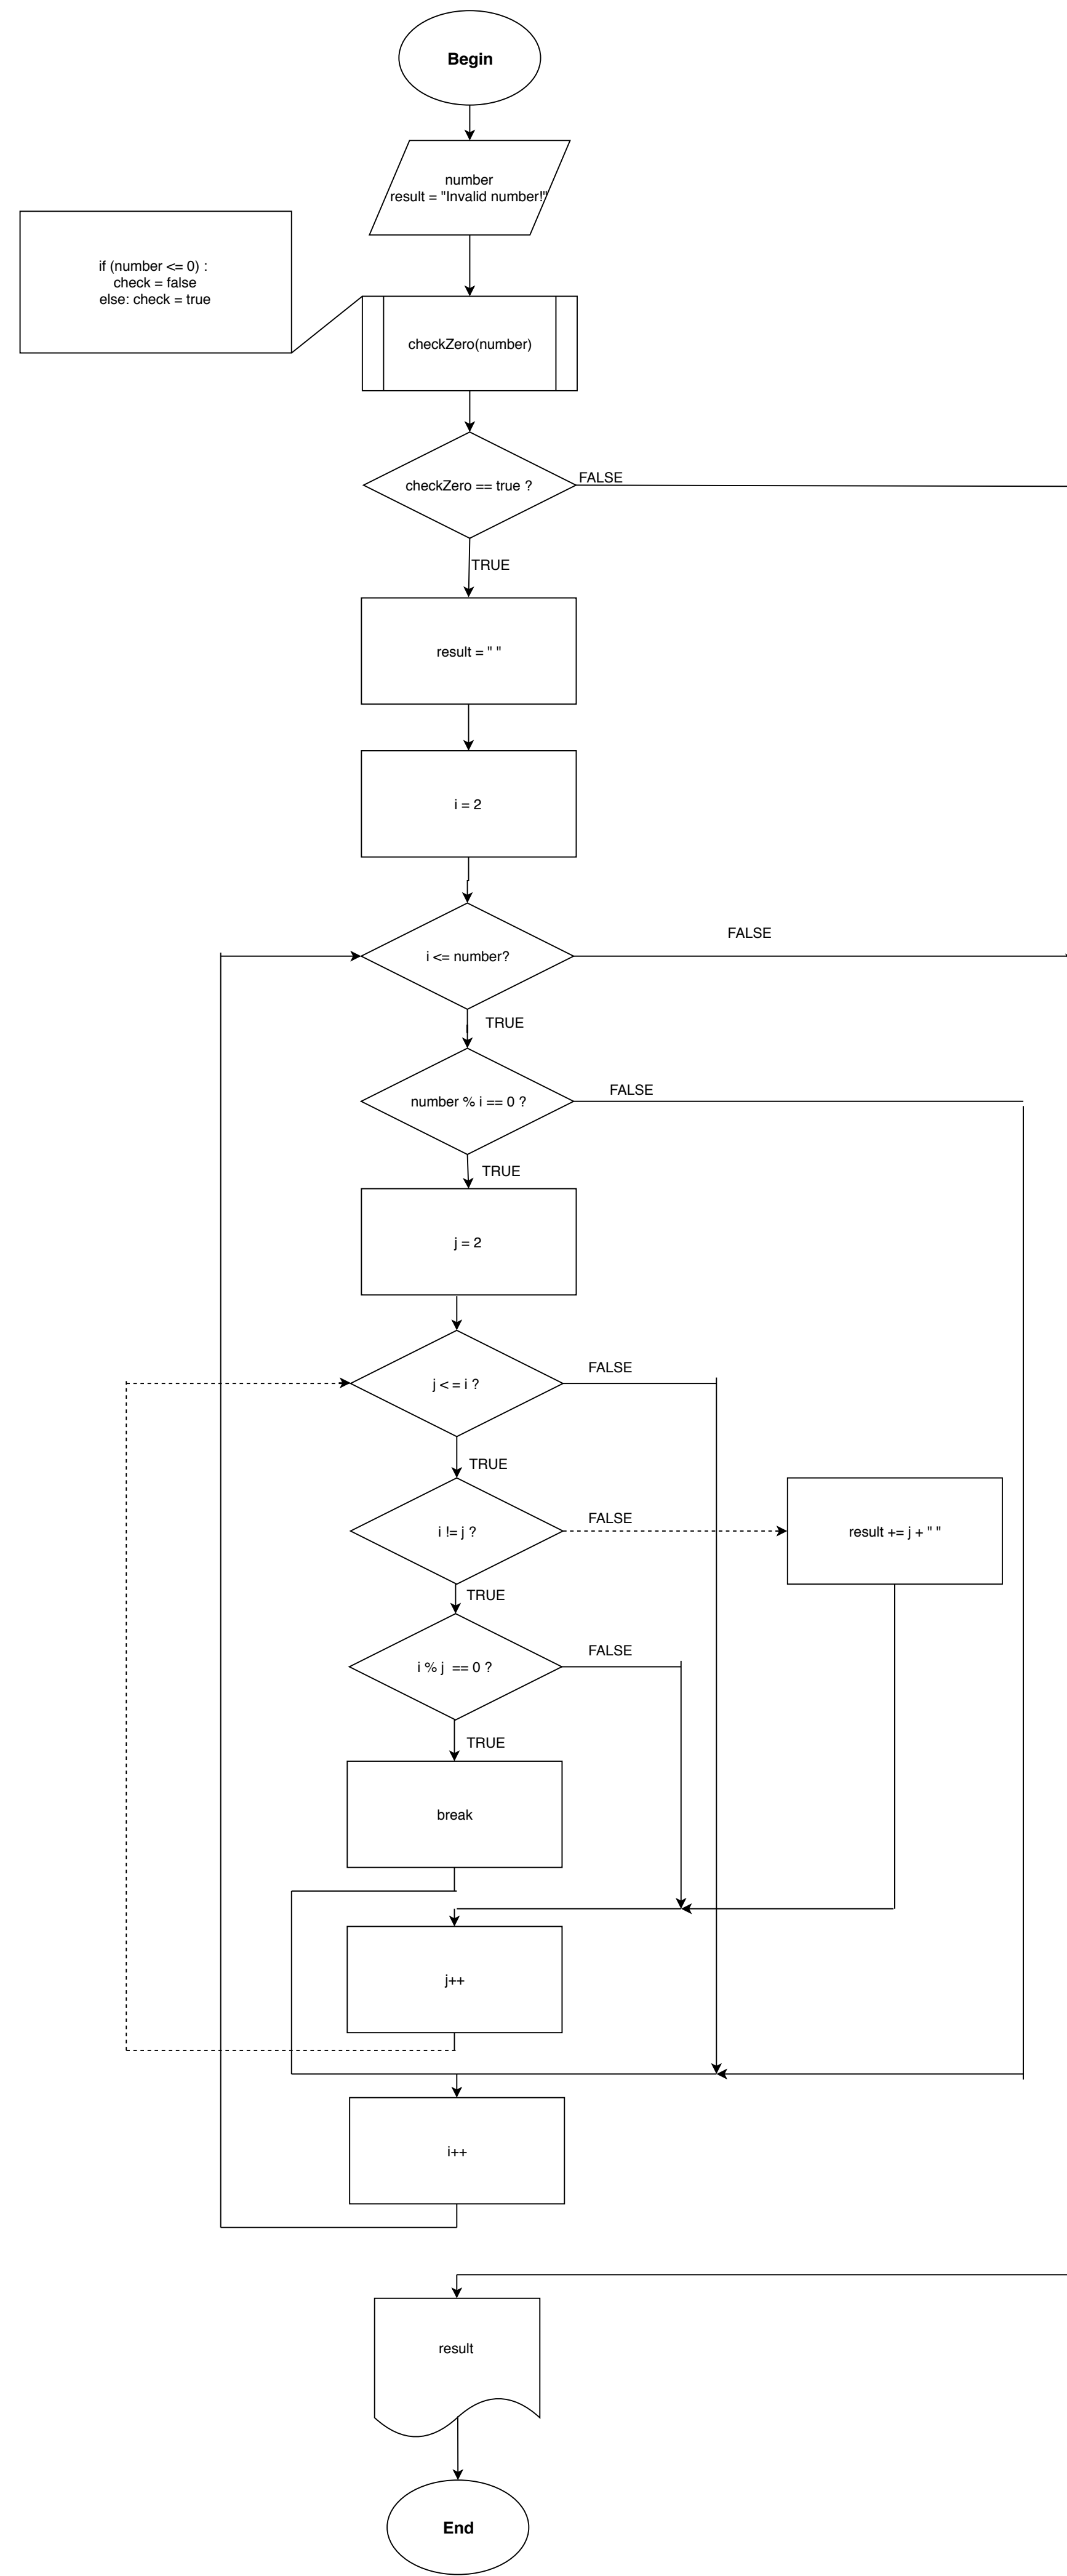 Begin
number
result = "Invalid number!"
if (number <= 0) :
check = false
else: check = true
checkZero(number)
checkZero == true ?
FALSE
TRUE
result = " "
i = 2
i <= number?
FALSE
TRUE
number % i == 0 ?
FALSE
TRUE
j = 2
j < = i ?
FALSE
TRUE
i != j ?
FALSE
result += j + " "
TRUE
i % j == 0 ?
FALSE
TRUE
break
j++
i++
result
End